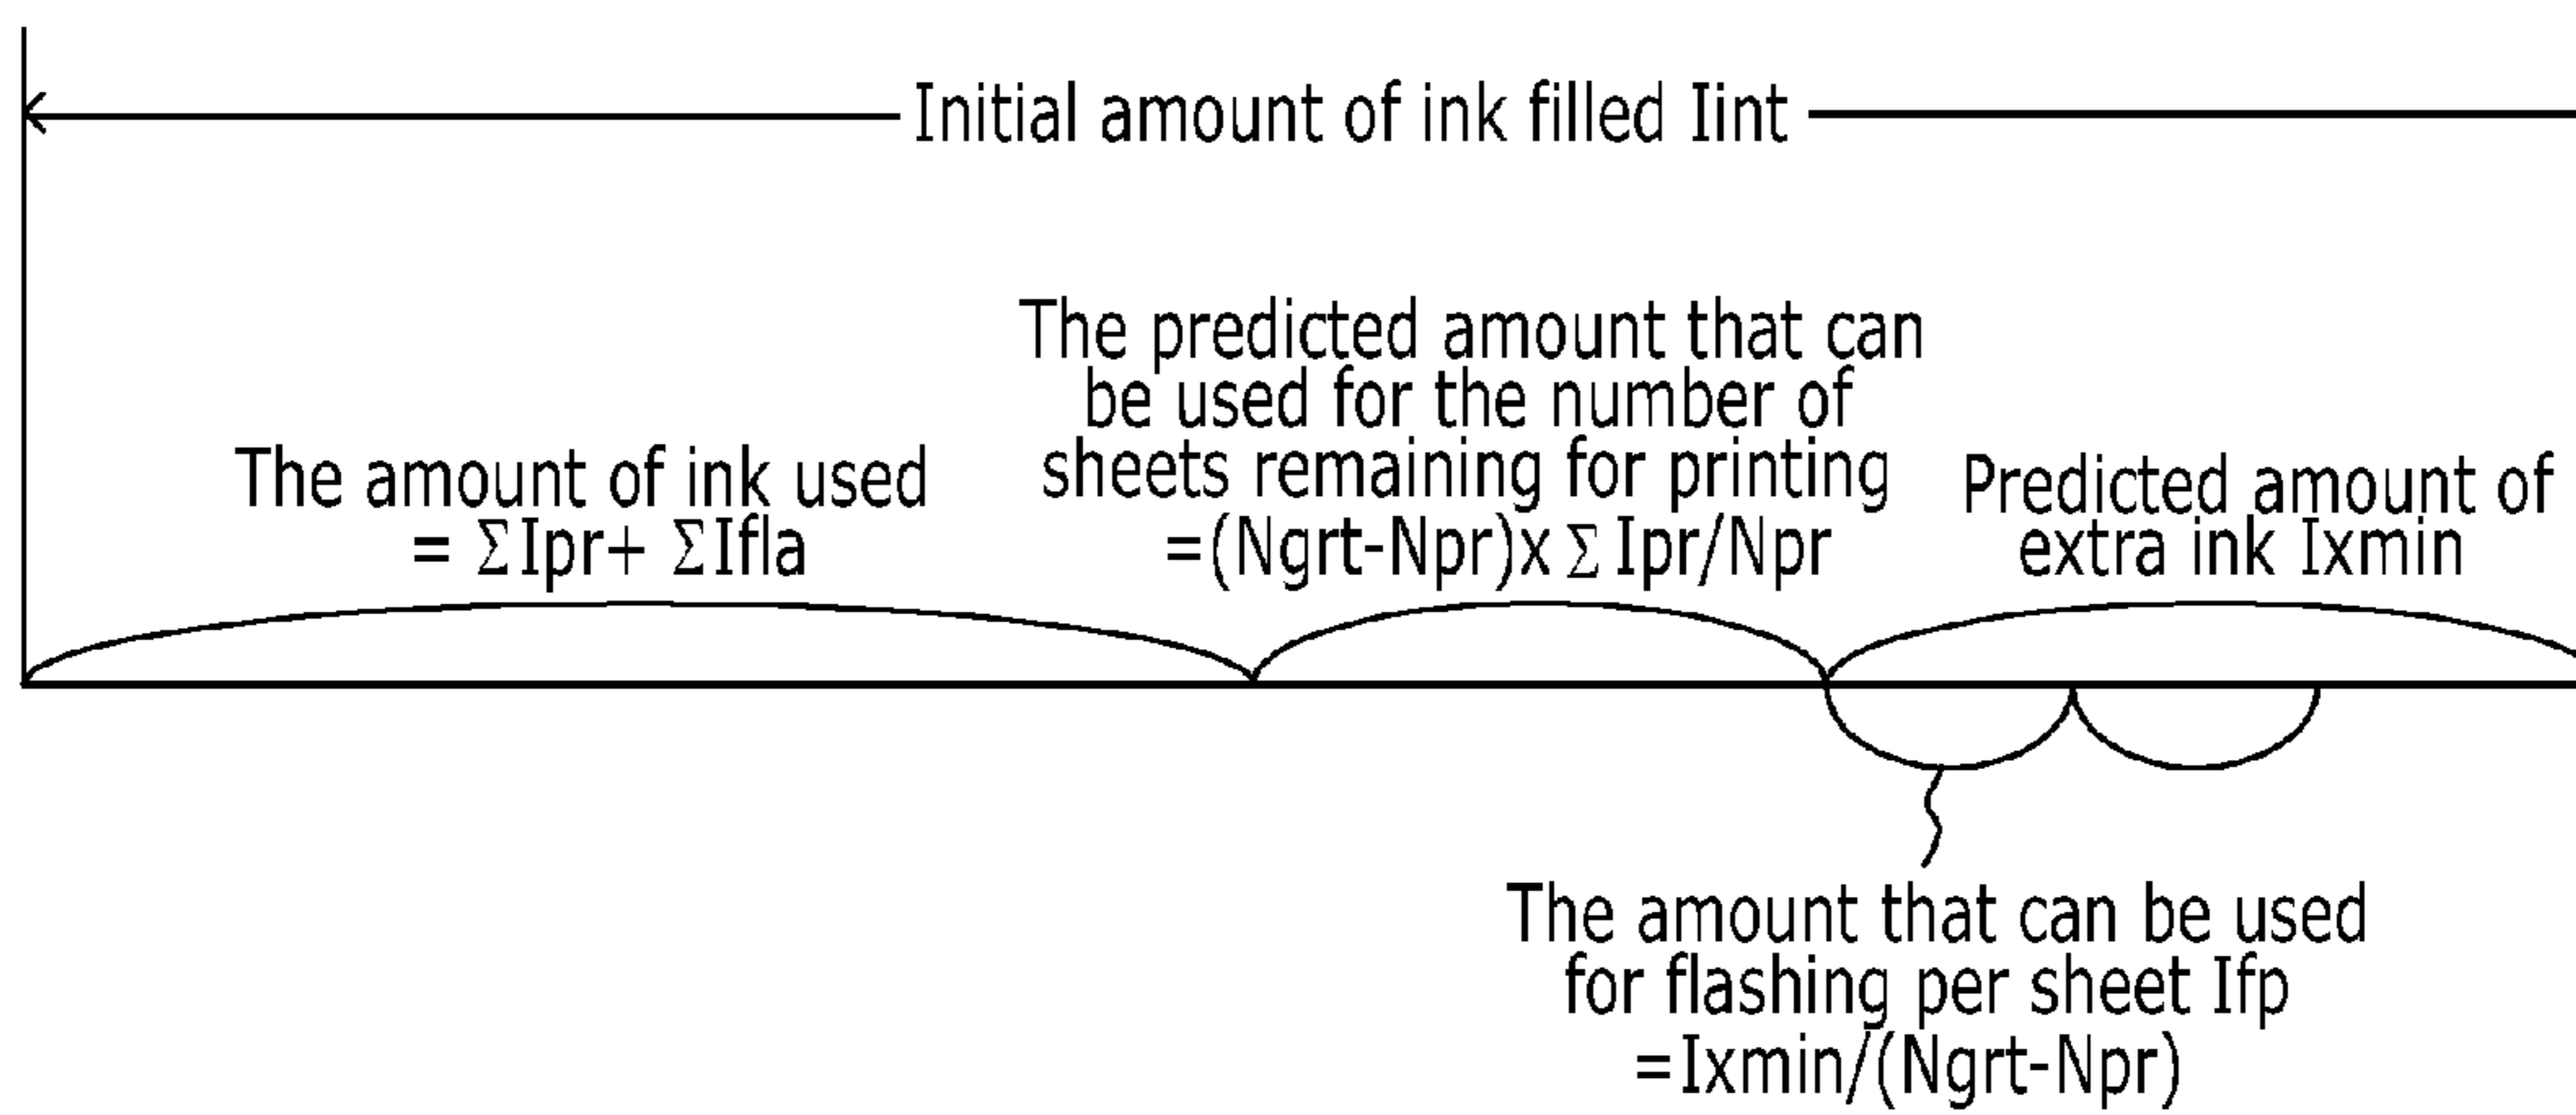 Initial amount of ink filled Iint
The predicted amount that can
be used for the number of
sheets remaining for printing
=(Ngrt-Npr)x Σ Ipr/Npr
The amount of ink used
= ΣIpr+ ΣIfla
Predicted amount of
extra ink Ixmin
The amount that can be used
for flashing per sheet Ifp
=Ixmin/(Ngrt-Npr)